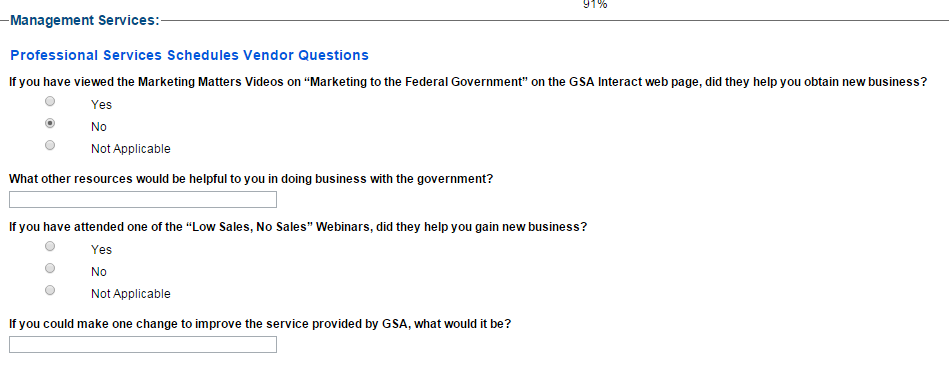 91%
Management Services:
Professional Services Schedules Vendor Questions
If you have viewed the Marketing Matters Videos on “Marketing to the Federal Government” on the GSA Interact web page, did they help you obtain new business?
Yes
No
Not Applicable
What other resources would be helpful to you in doing business with the government?
If you have attended one of the “Low Sales, No Sales” Webinars, did they help you gain new business?
Yes
No
Not Applicable
If you could make one change to improve the service provided by GSA, what would it be?